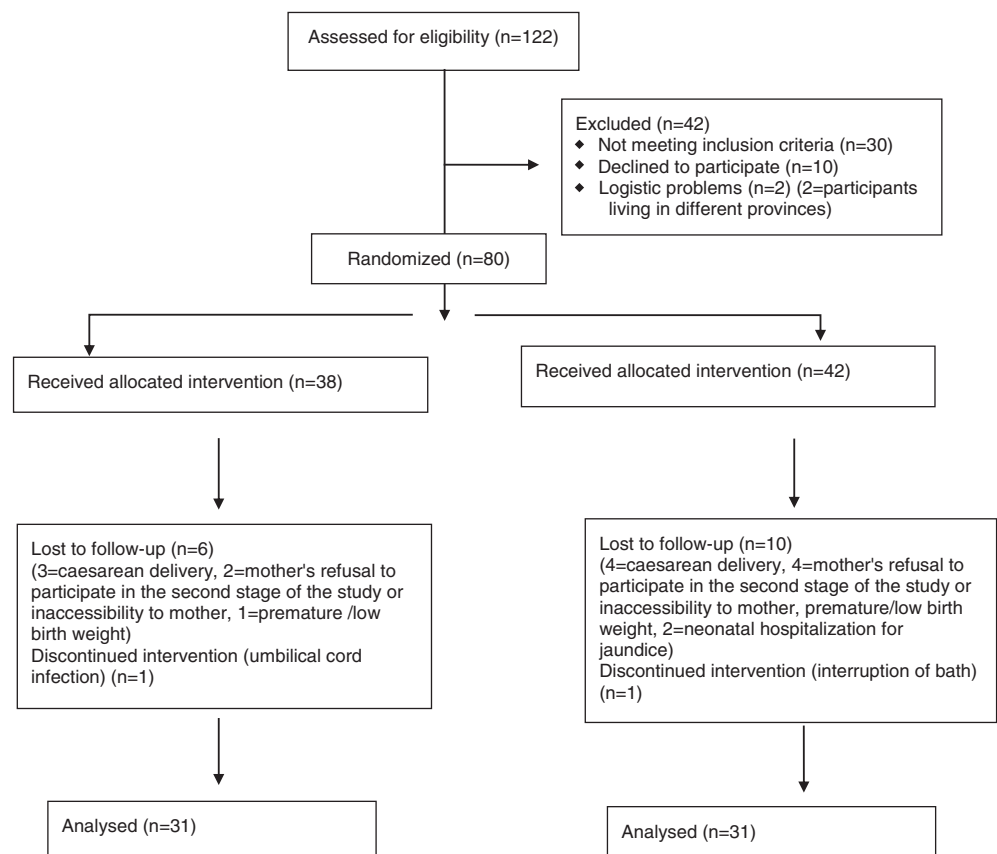 Assessed for eligibility (n=122)
Excluded (n=42)
◆ Not meeting inclusion criteria (n=30)
◆ Declined to participate (n=10)
◆ Logistic problems (n=2) (2=participants
living in different provinces)
Randomized (n=80)
Received allocated intervention (n=38)
Received allocated intervention (n=42)
Lost to follow-up (n=6)
(3=caesarean delivery, 2=mother's refusal to
participate in the second stage of the study or
inaccessibility to mother, 1=premature /low
birth weight)
Discontinued intervention (umbilical cord
infection) (n=1)
Lost to follow-up (n=10)
(4=caesarean delivery, 4=mother's refusal to
participate in the second stage of the study or
inaccessibility to mother, premature/low birth
weight, 2=neonatal hospitalization for
jaundice)
Discontinued intervention (interruption of bath)
(n=1)
Analysed (n=31)
Analysed (n=31)